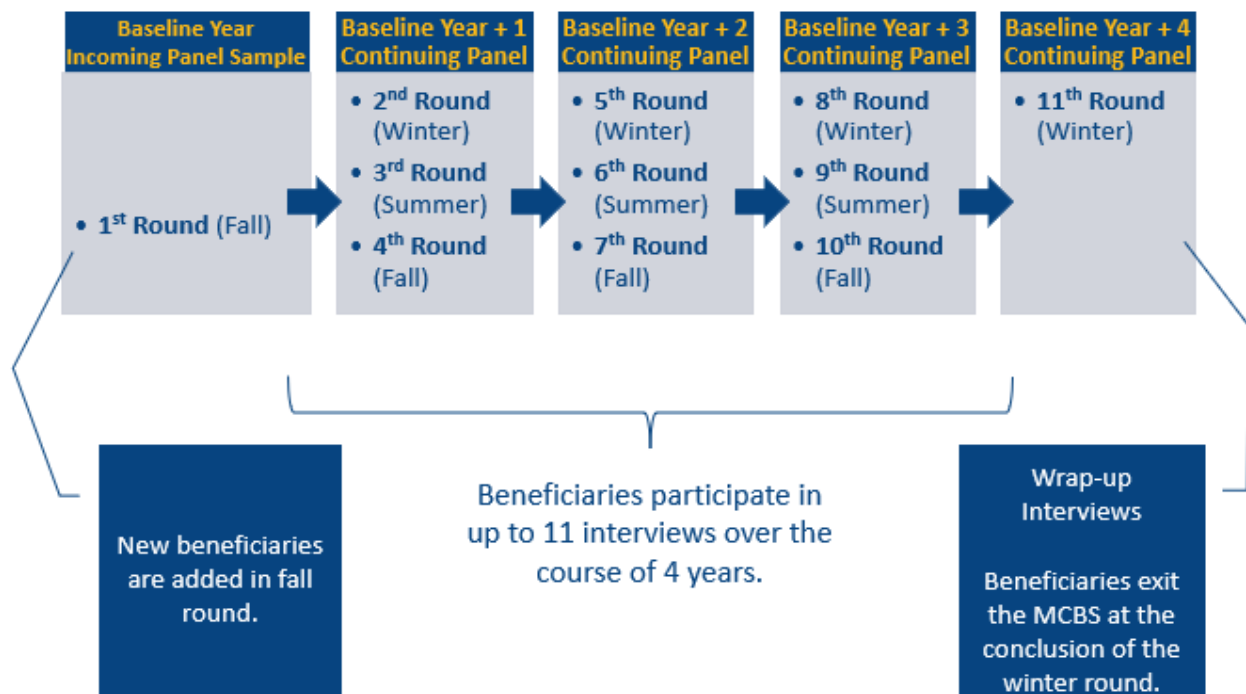 Baseline Year
Incoming Panel Sample
• 1st Round (Fall)
Baseline Year + 1
Continuing Panel
• 2nd Round
(Winter)
• 3rd Round
(Summer)
• 4th Round
(Fall)
Baseline Year + 2
Continuing Panel
• 5th Round
(Winter)
• 6th Round
(Summer)
• 7th Round
(Fall)
Baseline Year + 3
Continuing Panel
• 8th Round
(Winter)
• 9th Round
(Summer)
• 10th Round
(Fall)
Baseline Year + 4
Continuing Panel
• 11th Round
(Winter)
New beneficiaries
are added in fall
round.
Beneficiaries participate in
up to 11 interviews over the
course of 4 years.
Wrap-up
Interviews
Beneficiaries exit
the MCBS at the
conclusion of the
winter round.